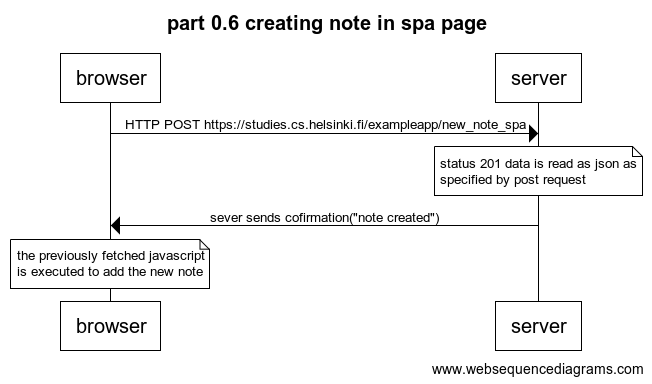 part 0.6 creating note in spa page
browser
server
HTTP POST https://studies.cs.helsinki.fi/exampleapp/new_note_spa
status 201 data is read as json as
specified by post request
sever sends cofirmation("note created")
the previously fetched javascript
is executed to add the new note
browser
server
www.websequencediagrams.com